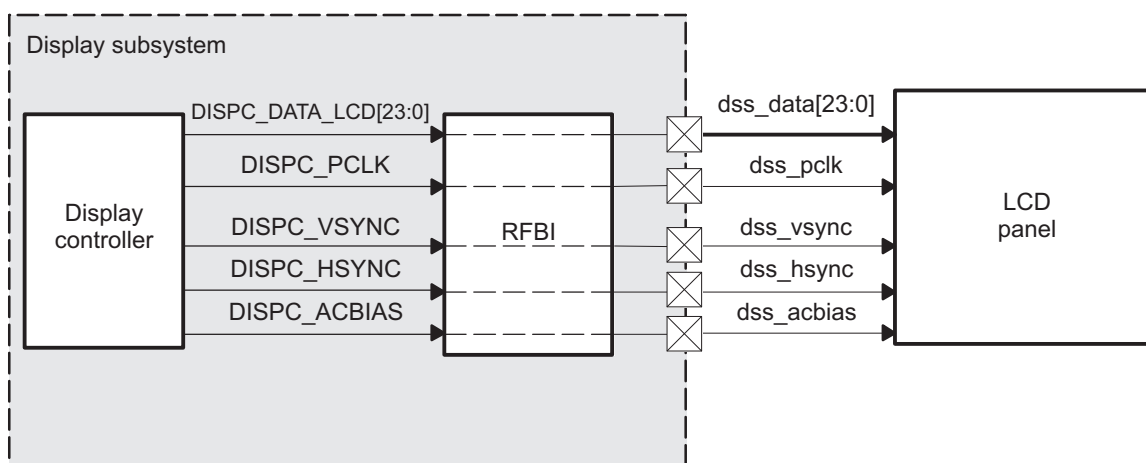 Display subsystem
DISPC_DATA_LCD[23:0]
dss_data[23:0]
DISPC_PCLK
dss_pclk
Display
controller
DISPC_VSYNC
RFBI
dss_vsync
LCD
panel
DISPC_HSYNC
dss_hsync
DISPC_ACBIAS
dss_acbias